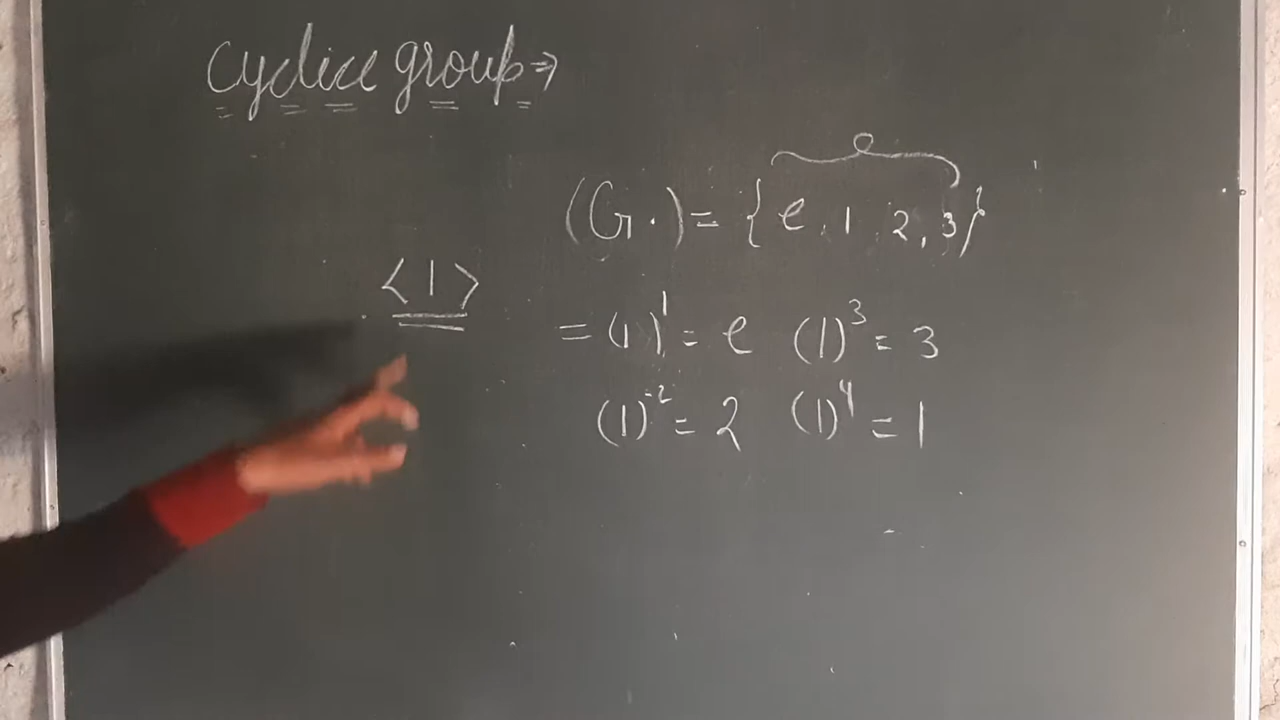 Cyclice group →
(G .) = { e, 1 2, 3 }
< 1 >
= (1)¹ = e (1)³ = 3
(1)⁻² = 2 (1)⁴ = 1